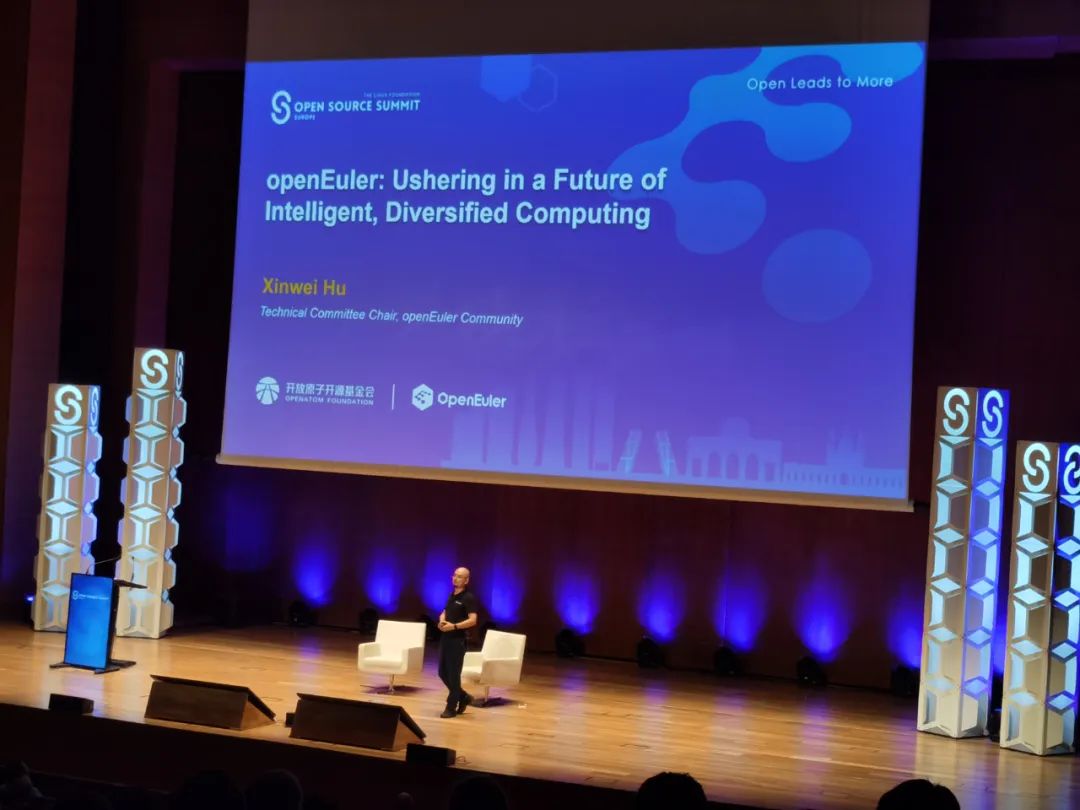 Open Leads to More
THE LINUX FOUNDATION
OPEN SOURCE SUMMIT
EUROPE
openEuler: Ushering in a Future of
Intelligent, Diversified Computing
Xinwei Hu
Technical Committee Chair, openEuler Community
开放原子开源基金会
OPENATOM FOUNDATION
OpenEuler